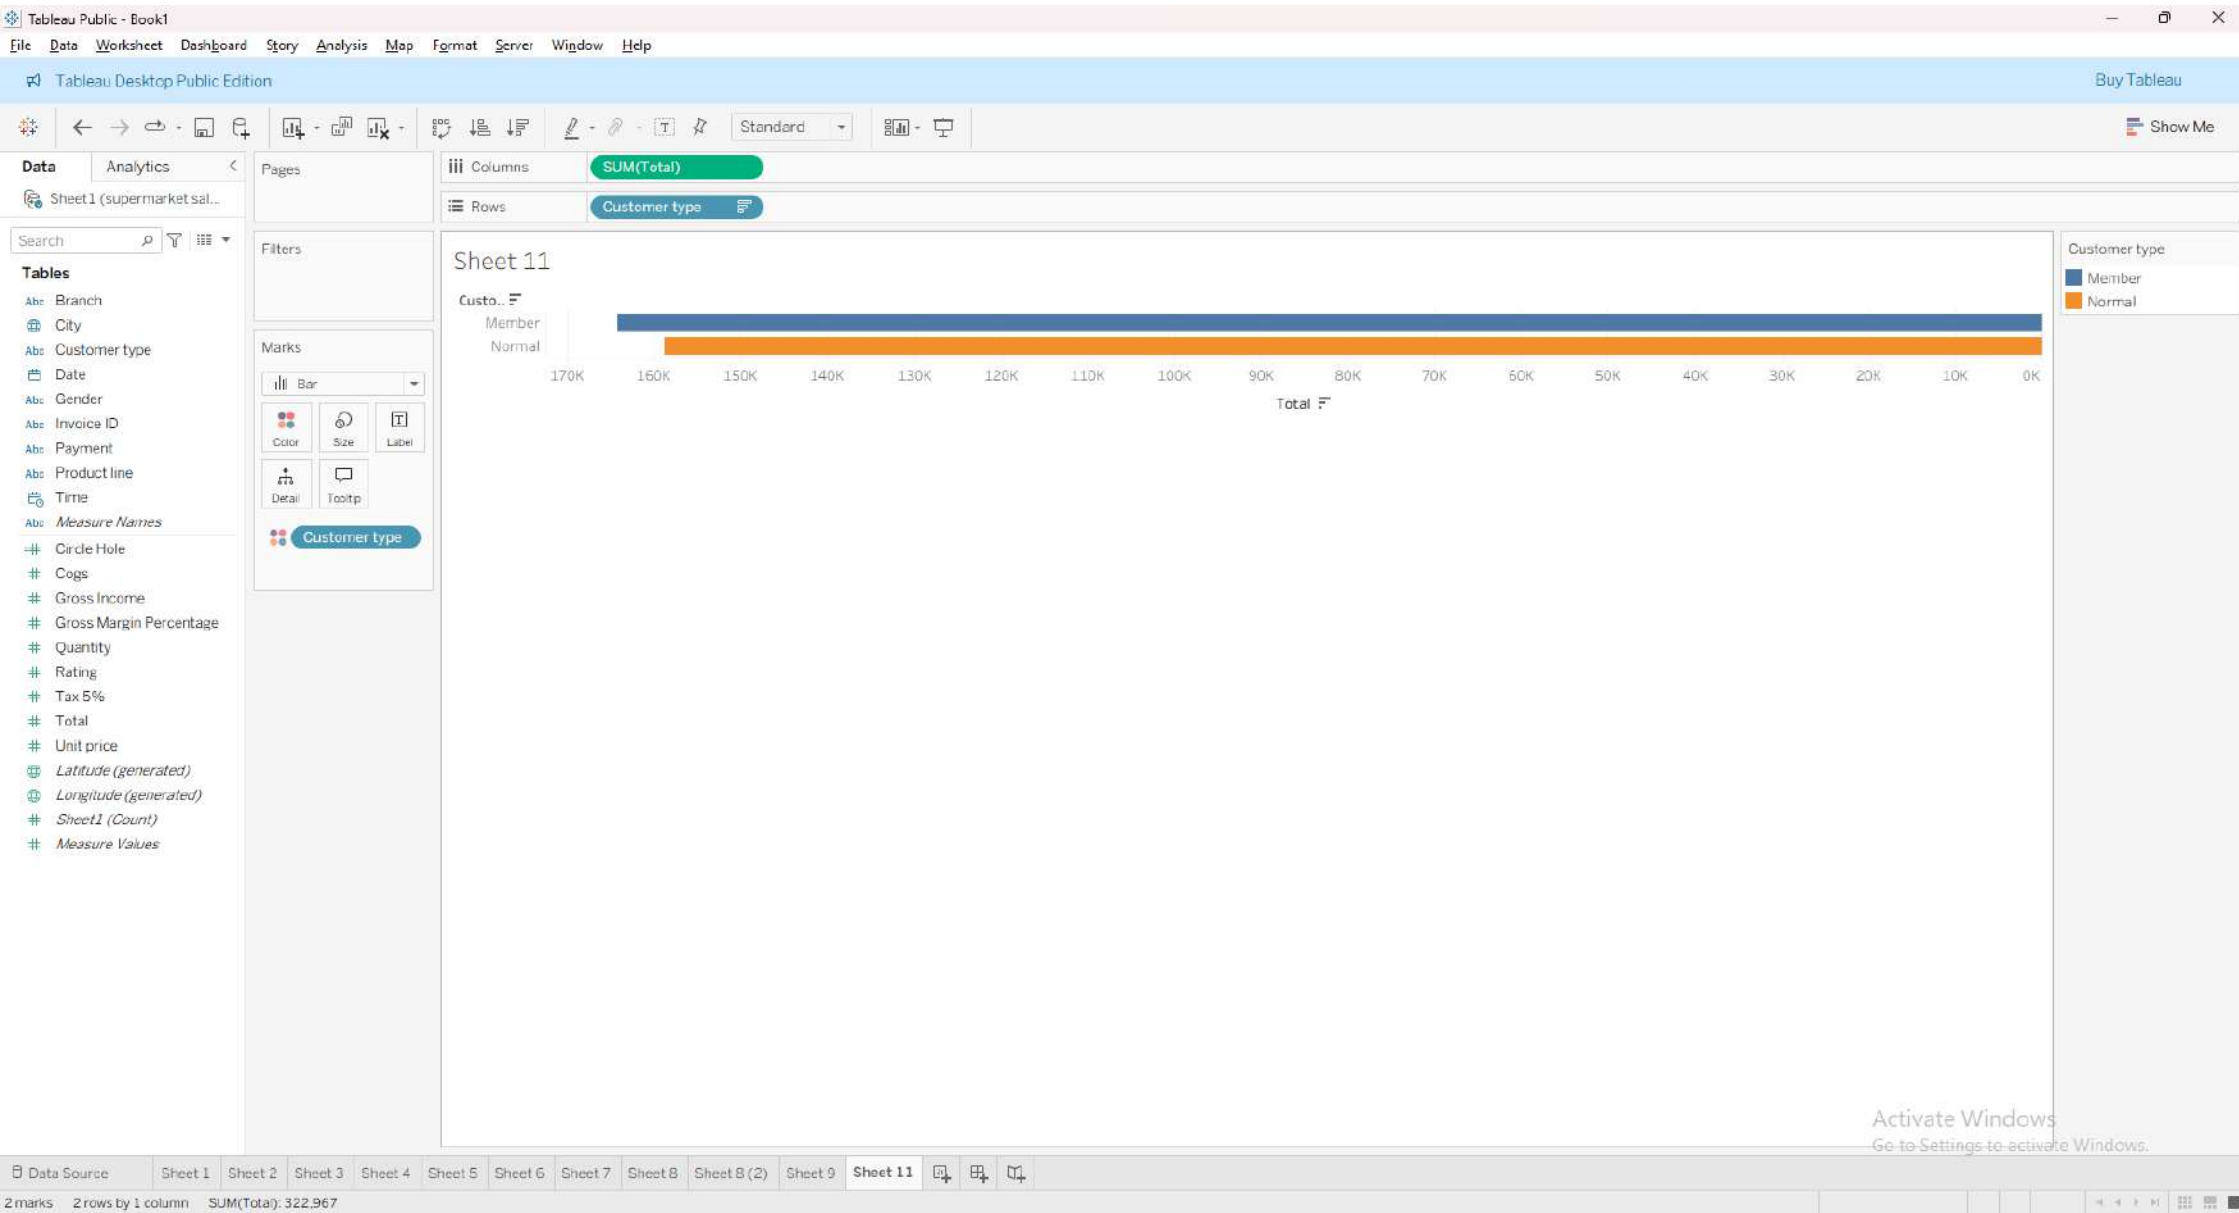 Tableau Public - Book1
File Data Worksheet Dashboard Story Analysis Map Format Server Window Help
Tableau Desktop Public Edition
Buy Tableau
Standard
Show Me
Data
Analytics
Sheet1 (supermarket sal...
Search
Tables
Abc Branch
City
Abc Customer type
Date
Abc Gender
Abc Invoice ID
Abc Payment
Abc Product line
Time
Abc Measure Names
Circle Hole
Cogs
Gross Income
Gross Margin Percentage
Quantity
Rating
Tax 5%
Total
Unit price
Latitude (generated)
Longitude (generated)
Sheet1 (Count)
Measure Values
Pages
Filters
Marks
Bar
Color Size Label
Detail Tooltip
Customer type
Columns SUM(Total)
Rows Customer type
Sheet 11
Custo..
Member
Normal
170K 160K 150K 140K 130K 120K 110K 100K 90K 80K 70K 60K 50K 40K 30K 20K 10K 0K
Total
Customer type
Member
Normal
Activate Windows
Go to Settings to activate Windows.
Data Source Sheet 1 Sheet 2 Sheet 3 Sheet 4 Sheet 5 Sheet 6 Sheet 7 Sheet 8 Sheet 8 (2) Sheet 9 Sheet 11
2 marks 2 rows by 1 column SUM(Total): 322,967